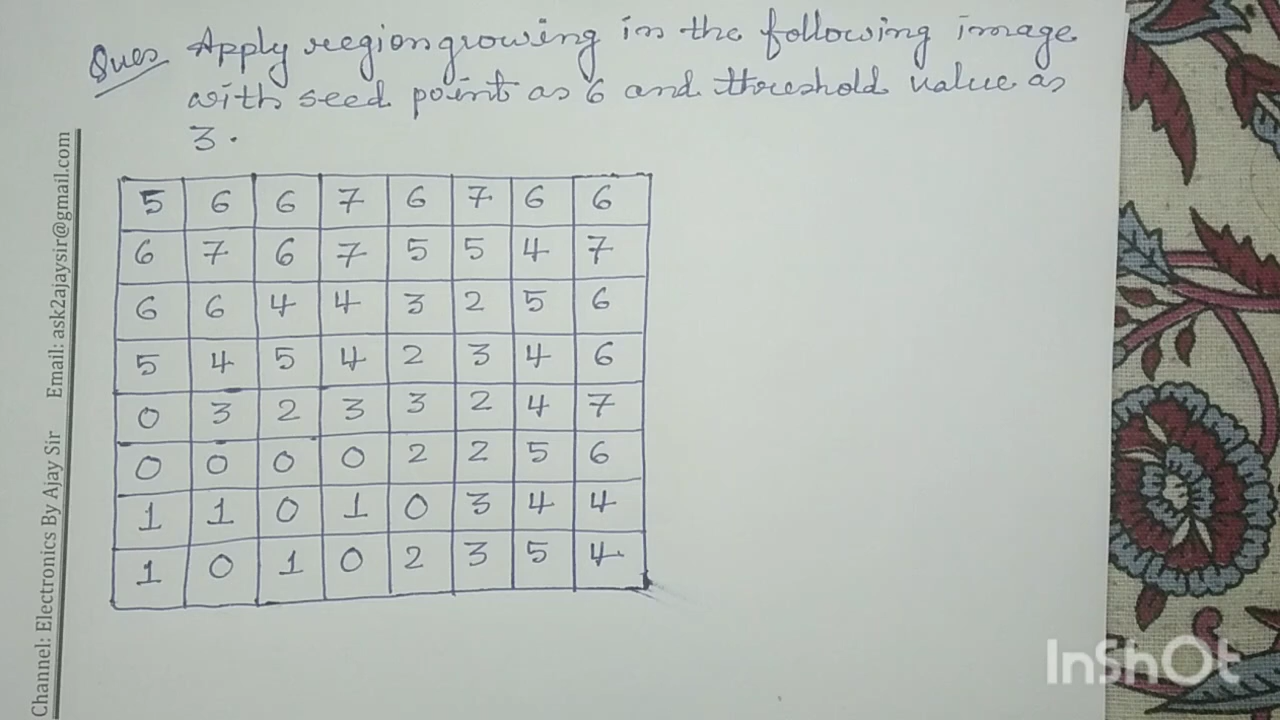 Ques Apply region growing in the following image
with seed point as 6 and threshold value as
3.
5 6 6 7 6 7 6 6
6 7 6 7 5 5 4 7
6 6 4 4 3 2 5 6
5 4 5 4 2 3 4 6
0 3 2 3 3 2 4 7
0 0 0 0 2 2 5 6
1 1 0 1 0 3 4 4
1 0 1 0 2 3 5 4
Channel: Electronics By Ajay Sir Email: ask2ajaysir@gmail.com
InShOt